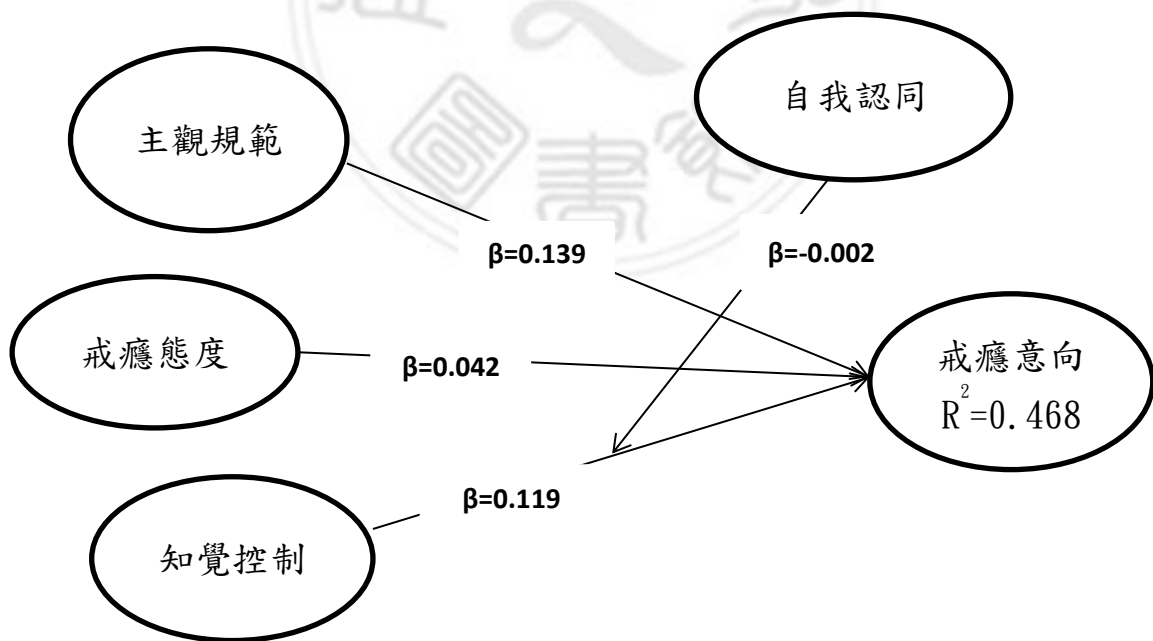 主觀規範
自我認同
β=0.139
β=-0.002
戒癮態度
β=0.042
戒癮意向
R²=0.468
β=0.119
知覺控制